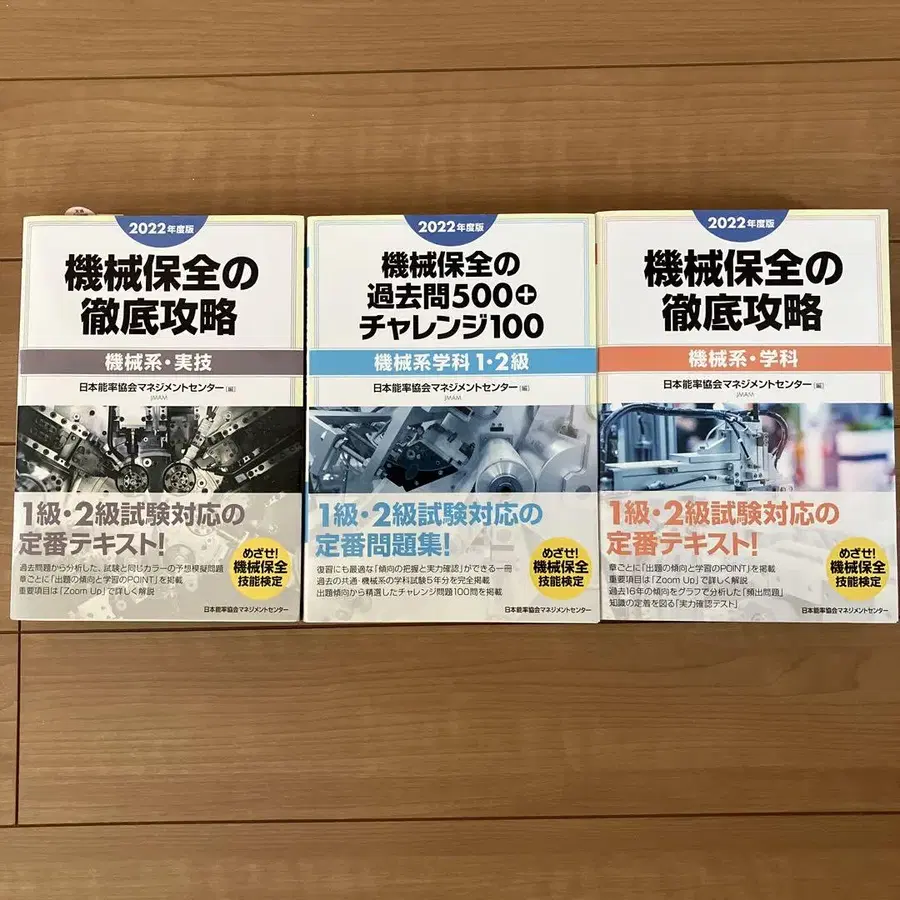 2022年度版
機械保全の
徹底攻略
機械系・実技
日本能率協会マネジメントセンター[編]
JMAM
1級・2級試験対応の
定番テキスト!
過去問題から分析した、試験と同じカラーの予想模擬問題
章ごとに「出題の傾向と学習のPOINT」を掲載
重要項目は「Zoom Up」で詳しく解説
めざせ!
機械保全
技能検定
日本能率協会マネジメントセンター
2022年度版
機械保全の
過去問500+
チャレンジ100
機械系学科 1・2級
日本能率協会マネジメントセンター[編]
JMAM
1級・2級試験対応の
定番問題集!
復習にも最適な「傾向の把握と実力確認」ができる一冊
過去の共通・機械系の学科試験5年分を完全掲載
出題傾向から精選したチャレンジ問題100問を掲載
めざせ!
機械保全
技能検定
日本能率協会マネジメントセンター
2022年度版
機械保全の
徹底攻略
機械系・学科
日本能率協会マネジメントセンター[編]
JMAM
1級・2級試験対応の
定番テキスト!
章ごとに「出題の傾向と学習のPOINT」を掲載
重要項目は「Zoom Up」で詳しく解説
過去16年の傾向をグラフで分析した「頻出問題」
知識の定着を図る「実力確認テスト」
めざせ!
機械保全
技能検定
日本能率協会マネジメントセンター